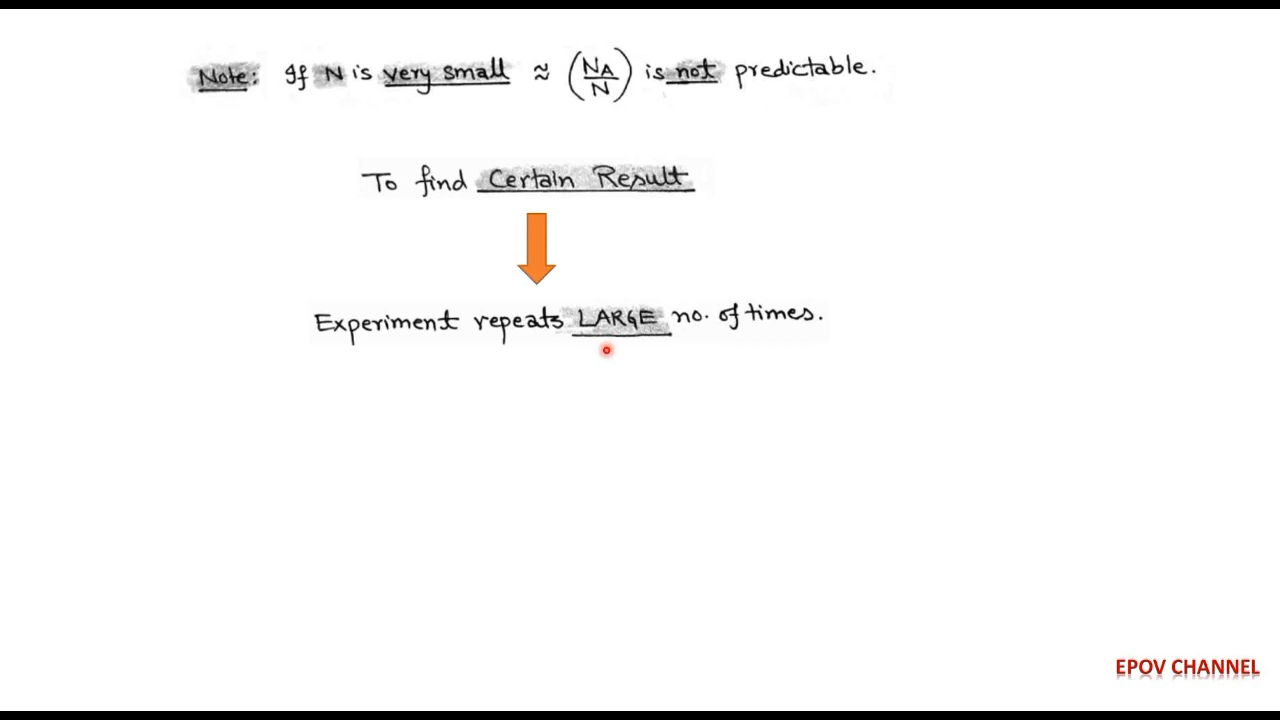 Note: If N is very small ≈ (NA/N) is not predictable.
To find Certain Result
Experiment repeats LARGE no. of times.
EPOV CHANNEL